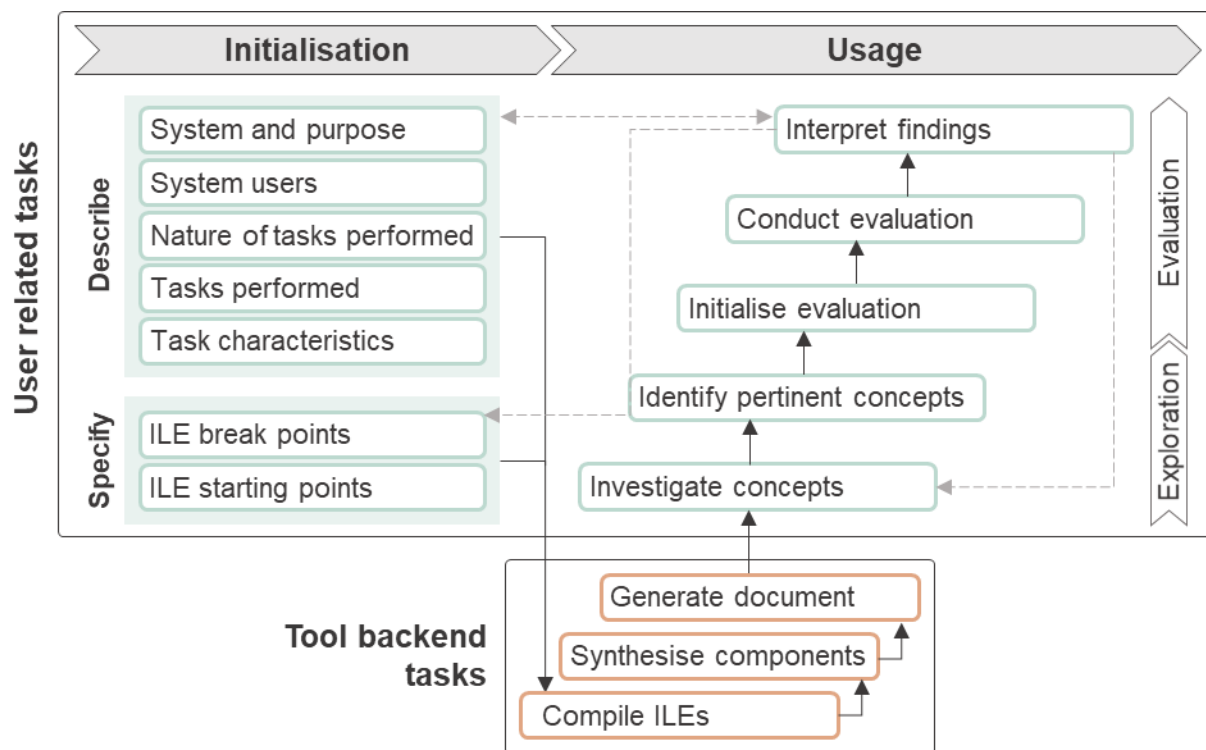 Initialisation
Usage
User related tasks
Describe
System and purpose
System users
Nature of tasks performed
Tasks performed
Task characteristics
Specify
ILE break points
ILE starting points
Interpret findings
Conduct evaluation
Initialise evaluation
Identify pertinent concepts
Investigate concepts
Evaluation
Exploration
Tool backend
tasks
Generate document
Synthesise components
Compile ILEs